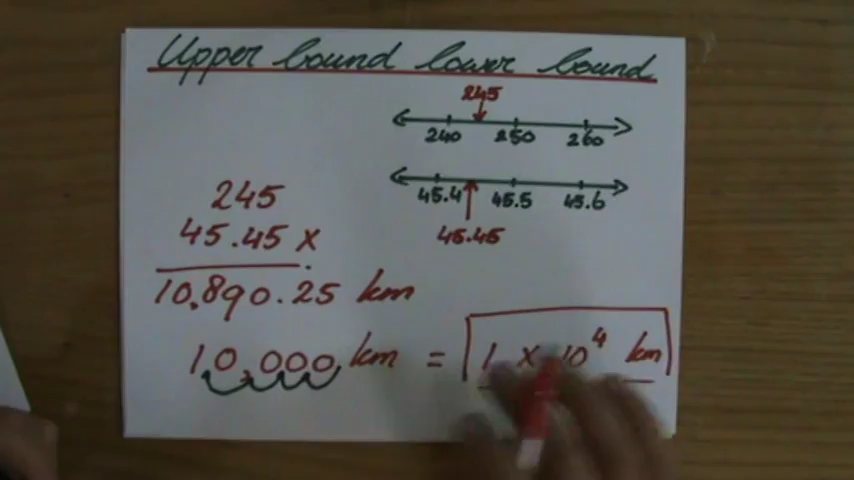 Upper bound lower bound
245
240 250 260
45.4 45.5 45.6
45.45
245
45.45 x
10,890.25 km
10,000 km = 1 x 10⁴ km